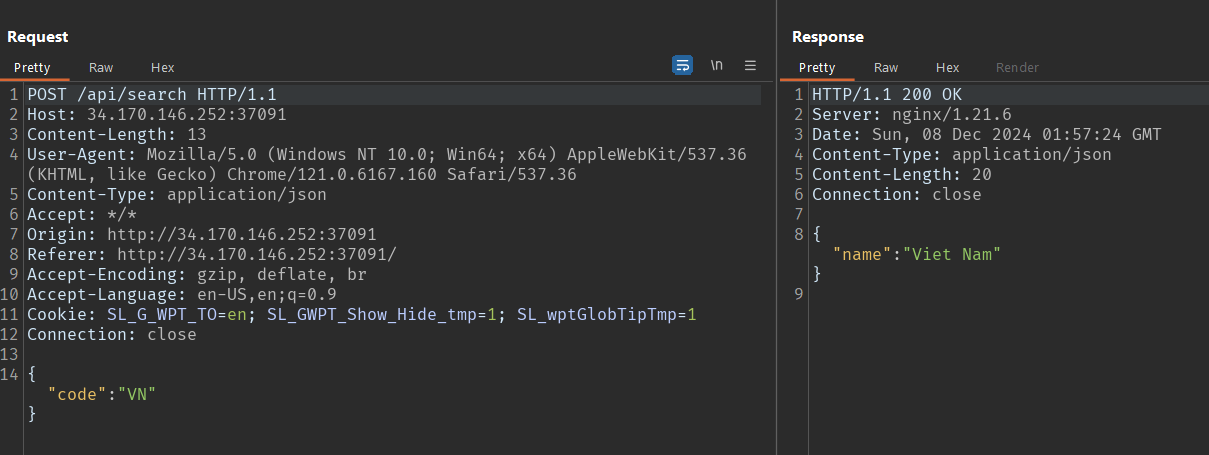 Request
Pretty Raw Hex \n
1 POST /api/search HTTP/1.1
2 Host: 34.170.146.252:37091
3 Content-Length: 13
4 User-Agent: Mozilla/5.0 (Windows NT 10.0; Win64; x64) AppleWebKit/537.36
(KHTML, like Gecko) Chrome/121.0.6167.160 Safari/537.36
5 Content-Type: application/json
6 Accept: */*
7 Origin: http://34.170.146.252:37091
8 Referer: http://34.170.146.252:37091/
9 Accept-Encoding: gzip, deflate, br
10 Accept-Language: en-US,en;q=0.9
11 Cookie: SL_G_WPT_TO=en; SL_GWPT_Show_Hide_tmp=1; SL_wptGlobTipTmp=1
12 Connection: close
13
14 {
"code":"VN"
}
Response
Pretty Raw Hex Render
1 HTTP/1.1 200 OK
2 Server: nginx/1.21.6
3 Date: Sun, 08 Dec 2024 01:57:24 GMT
4 Content-Type: application/json
5 Content-Length: 20
6 Connection: close
7
8 {
"name":"Viet Nam"
}
9